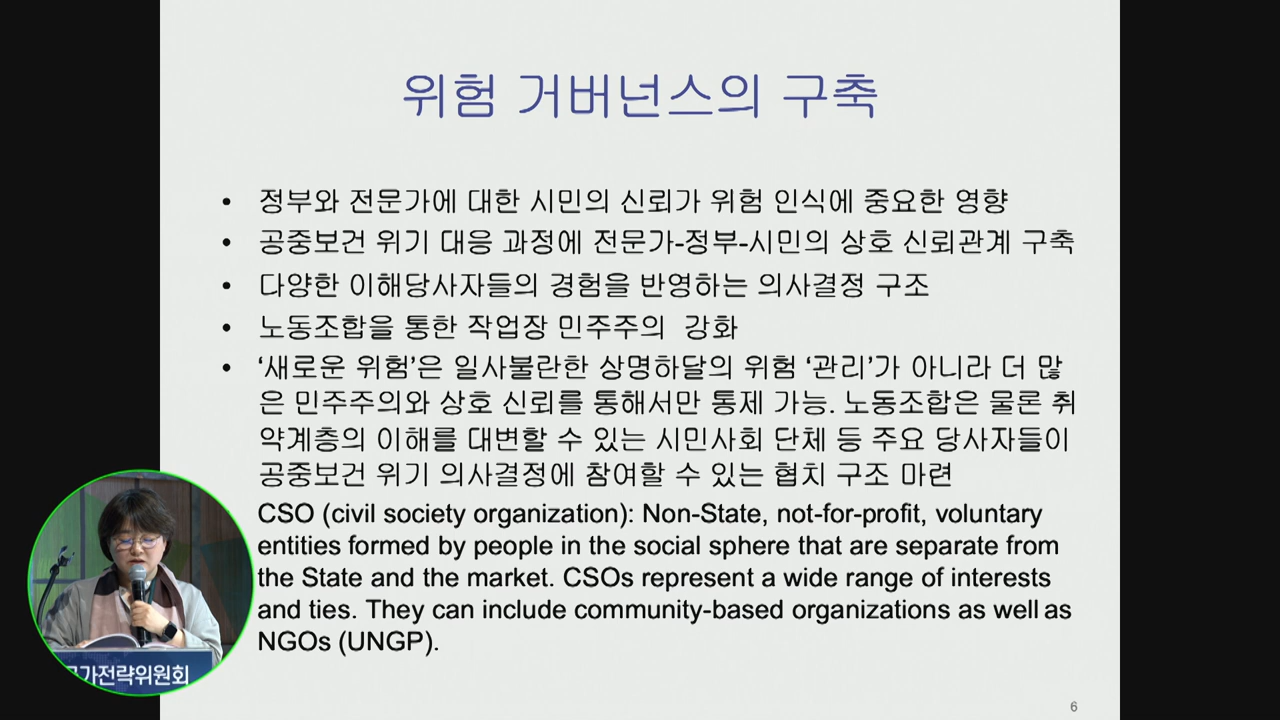 위험 거버넌스의 구축
• 정부와 전문가에 대한 시민의 신뢰가 위험 인식에 중요한 영향
• 공중보건 위기 대응 과정에 전문가-정부-시민의 상호 신뢰관계 구축
• 다양한 이해당사자들의 경험을 반영하는 의사결정 구조
• 노동조합을 통한 작업장 민주주의 강화
• ‘새로운 위험’은 일사불란한 상명하달의 위험 ‘관리’가 아니라 더 많
은 민주주의와 상호 신뢰를 통해서만 통제 가능. 노동조합은 물론 취
약계층의 이해를 대변할 수 있는 시민사회 단체 등 주요 당사자들이
공중보건 위기 의사결정에 참여할 수 있는 협치 구조 마련
CSO (civil society organization): Non-State, not-for-profit, voluntary
entities formed by people in the social sphere that are separate from
the State and the market. CSOs represent a wide range of interests
and ties. They can include community-based organizations as well as
NGOs (UNGP).
가전략위원회
6